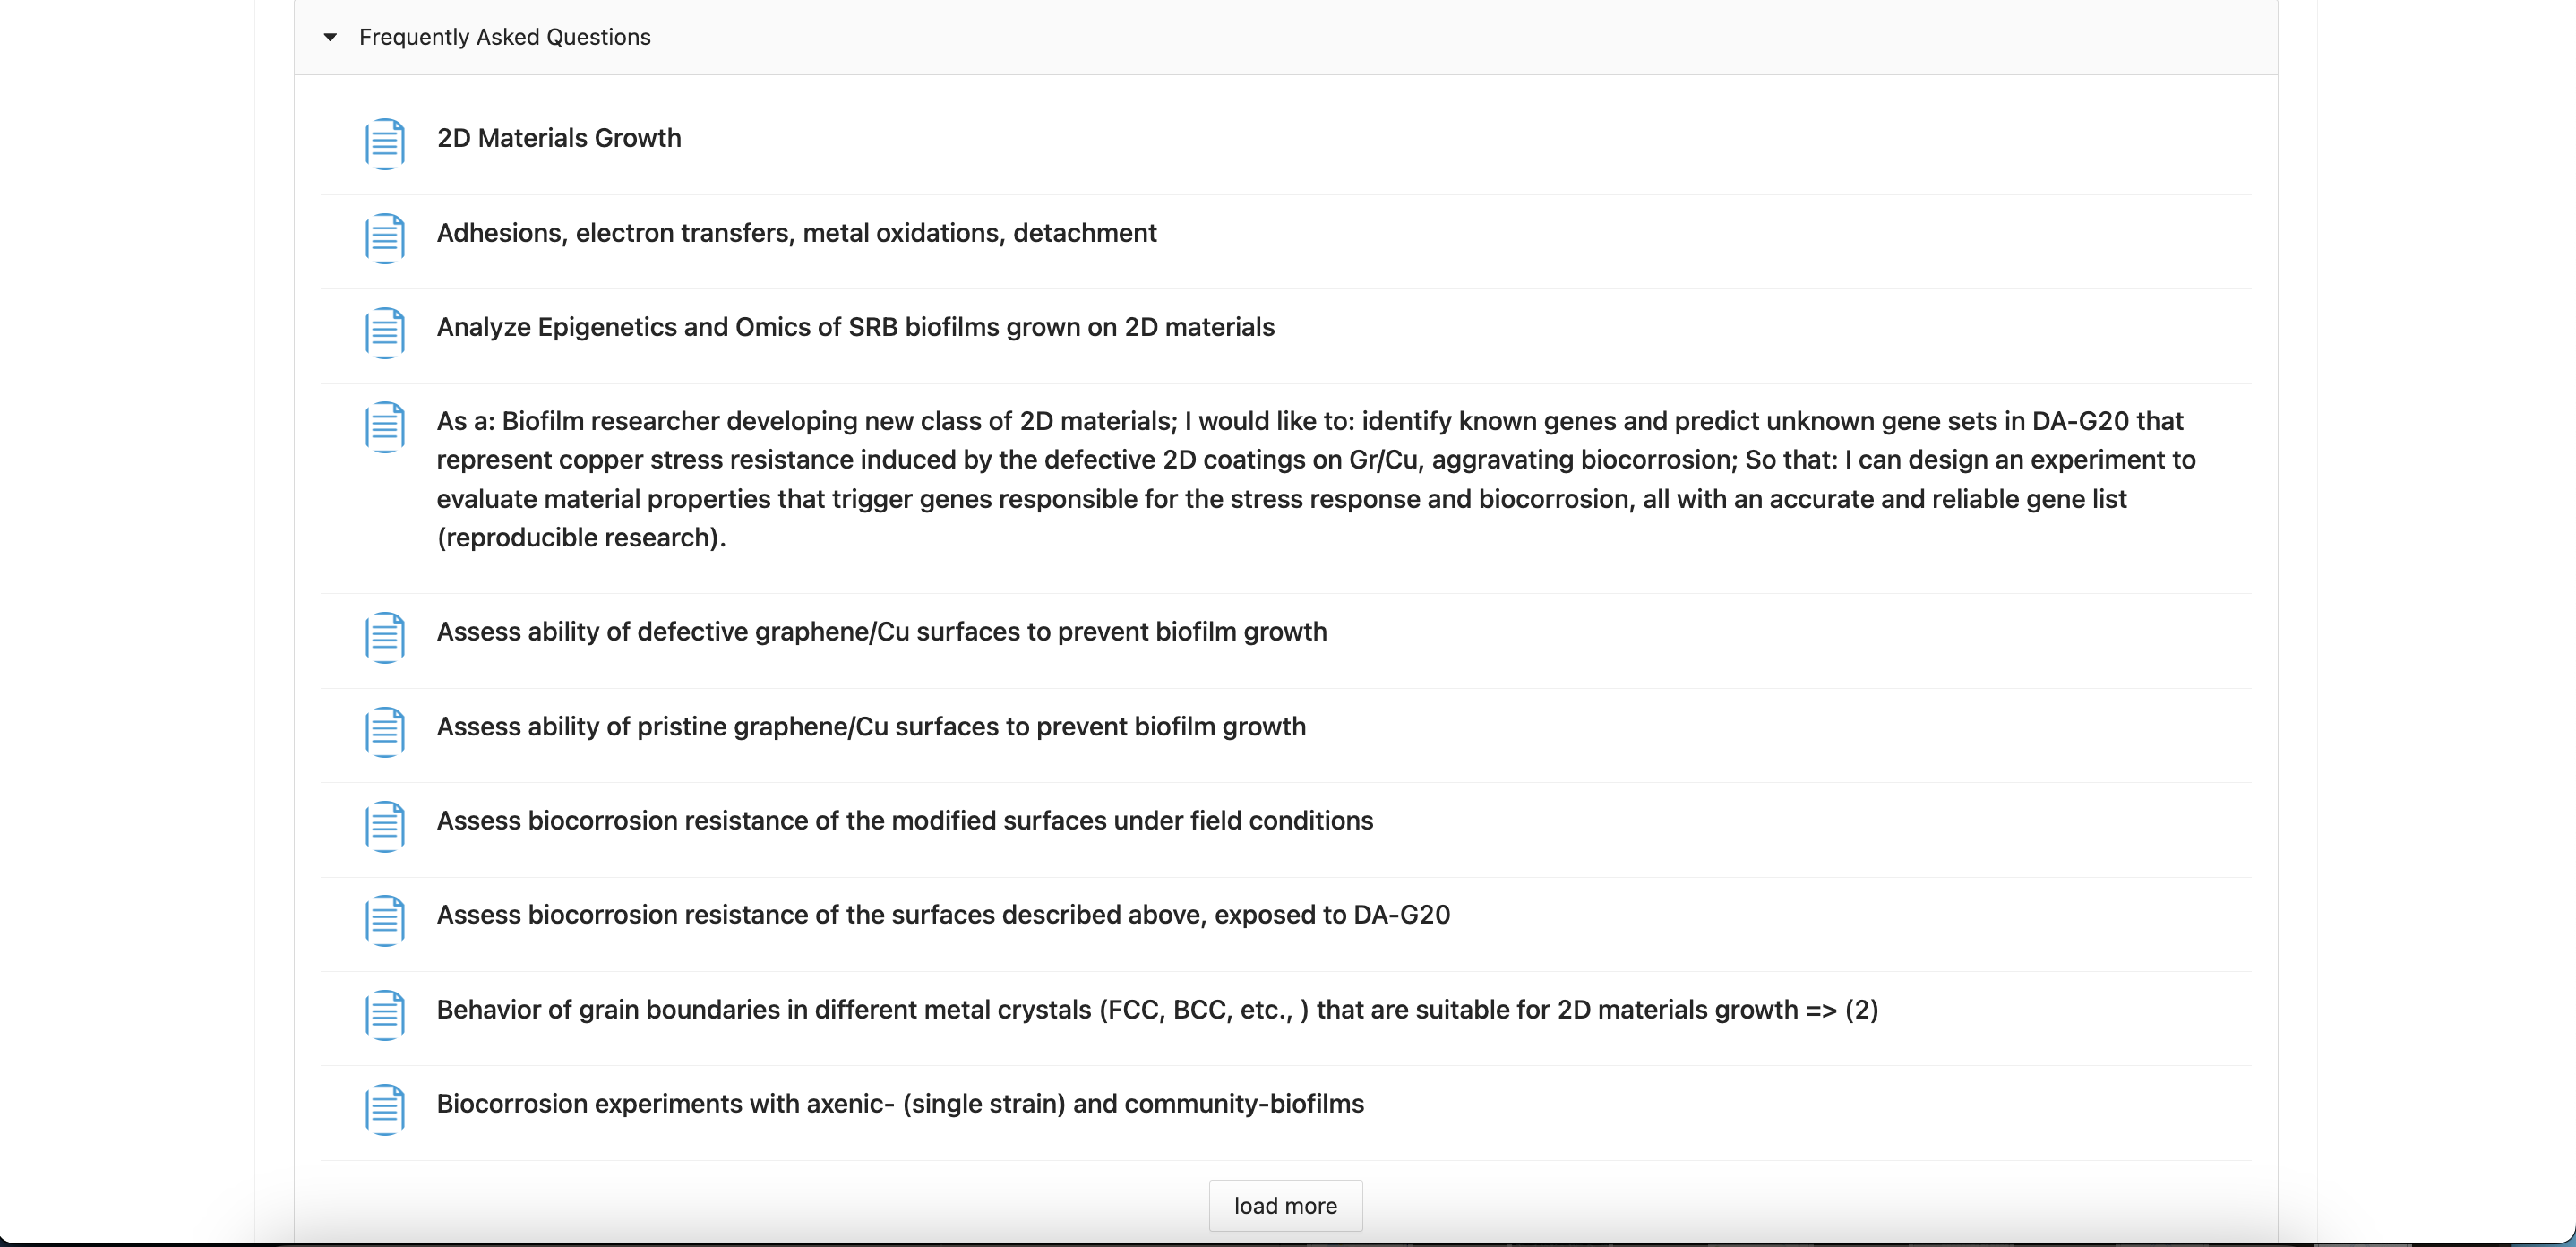 Frequently Asked Questions
2D Materials Growth
Adhesions, electron transfers, metal oxidations, detachment
Analyze Epigenetics and Omics of SRB biofilms grown on 2D materials
As a: Biofilm researcher developing new class of 2D materials; I would like to: identify known genes and predict unknown gene sets in DA-G20 that
represent copper stress resistance induced by the defective 2D coatings on Gr/Cu, aggravating biocorrosion; So that: I can design an experiment to
evaluate material properties that trigger genes responsible for the stress response and biocorrosion, all with an accurate and reliable gene list
(reproducible research).
Assess ability of defective graphene/Cu surfaces to prevent biofilm growth
Assess ability of pristine graphene/Cu surfaces to prevent biofilm growth
Assess biocorrosion resistance of the modified surfaces under field conditions
Assess biocorrosion resistance of the surfaces described above, exposed to DA-G20
Behavior of grain boundaries in different metal crystals (FCC, BCC, etc., ) that are suitable for 2D materials growth => (2)
Biocorrosion experiments with axenic- (single strain) and community-biofilms
load more